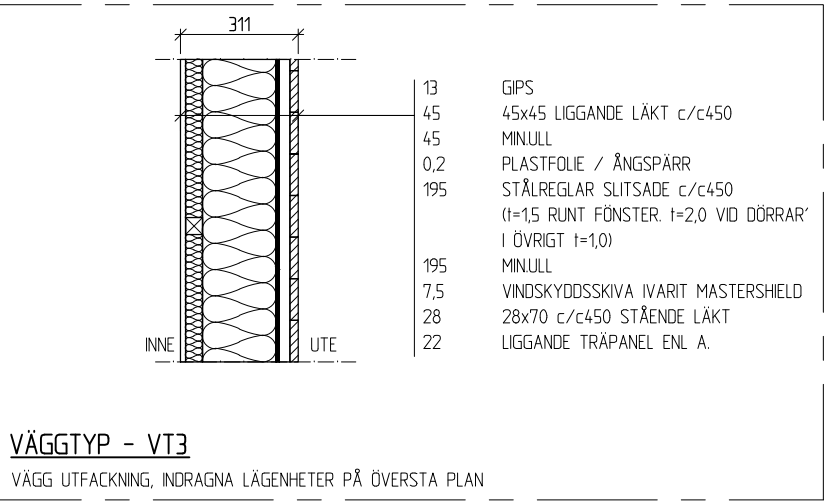 311
13 GIPS
45 45x45 LIGGANDE LÄKT c/c450
45 MIN.ULL
0,2 PLASTFOLIE / ÅNGSPÄRR
195 STÅLREGLAR SLITSADE c/c450
(t=1,5 RUNT FÖNSTER. t=2,0 VID DÖRRAR'
I ÖVRIGT t=1,0)
195 MIN.ULL
7,5 VINDSKYDDSSKIVA IVARIT MASTERSHIELD
28 28x70 c/c450 STÅENDE LÄKT
22 LIGGANDE TRÄPANEL ENL A.
INNE UTE
VÄGGTYP - VT3
VÄGG UTFACKNING, INDRAGNA LÄGENHETER PÅ ÖVERSTA PLAN